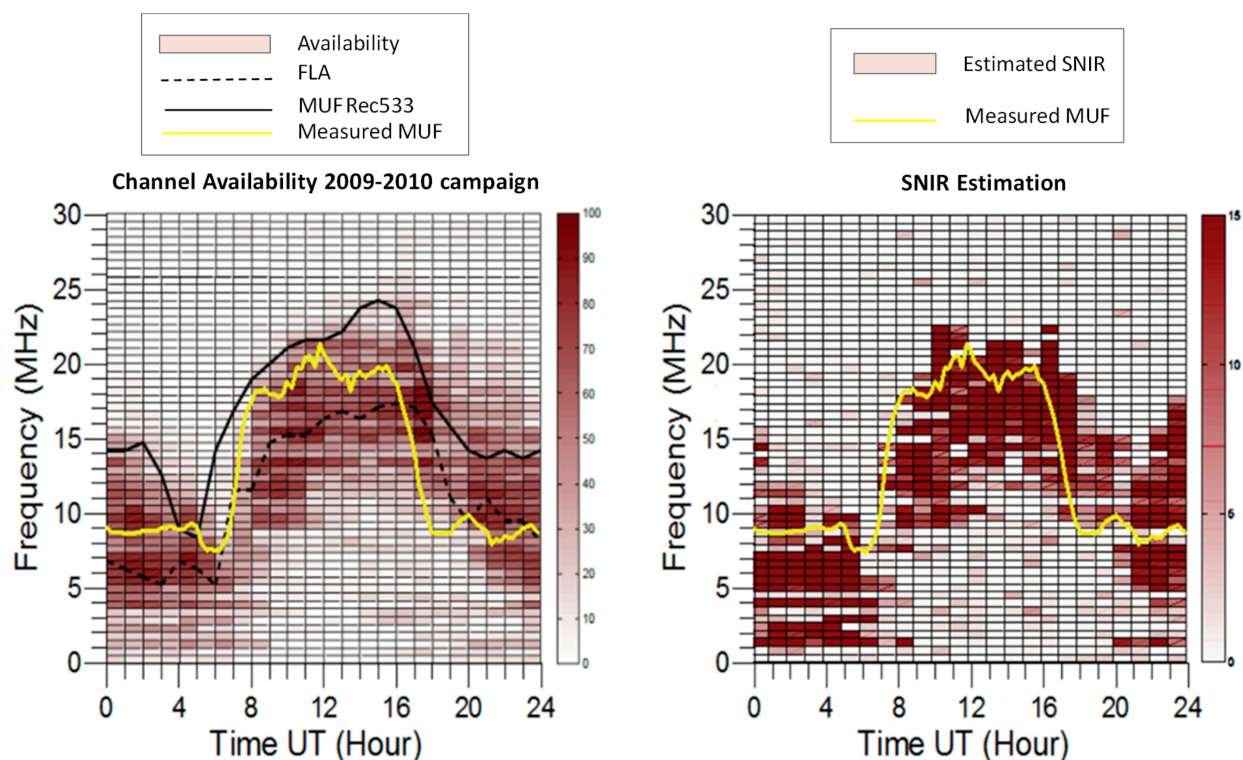 Availability
FLA
MUF Rec533
Measured MUF
Estimated SNIR
Measured MUF
Channel Availability 2009-2010 campaign
30
25
20
15
10
5
0
Frequency (MHz)
0 4 8 12 16 20 24
Time UT (Hour)
100
90
80
70
60
50
40
30
20
10
0
SNIR Estimation
30
25
20
15
10
5
0
Frequency (MHz)
0 4 8 12 16 20 24
Time UT (Hour)
15
10
5
0